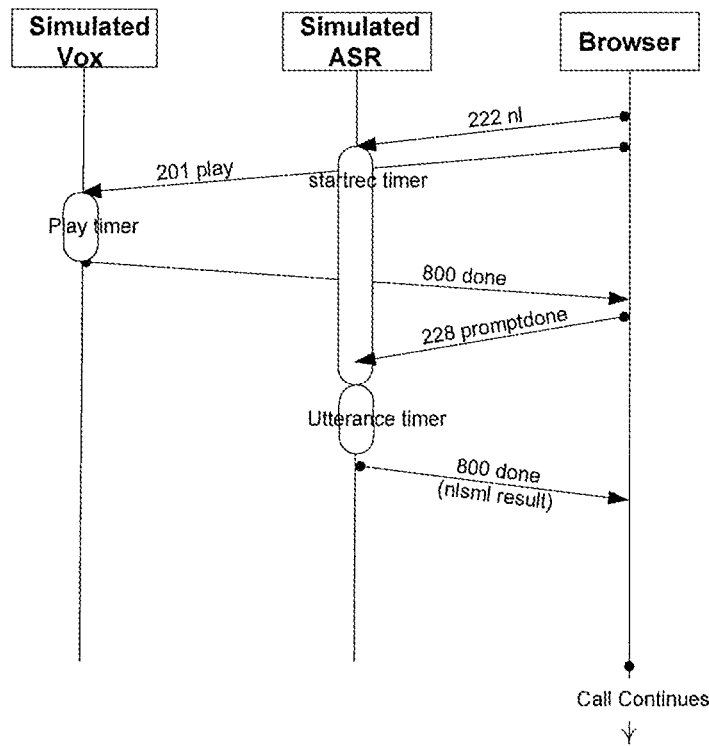 Simulated
Vox
Simulated
ASR
Browser
222 nl
201 play
startrec timer
Play timer
800 done
228 promptdone
Utterance timer
800 done
(nlsml result)
Call Continues